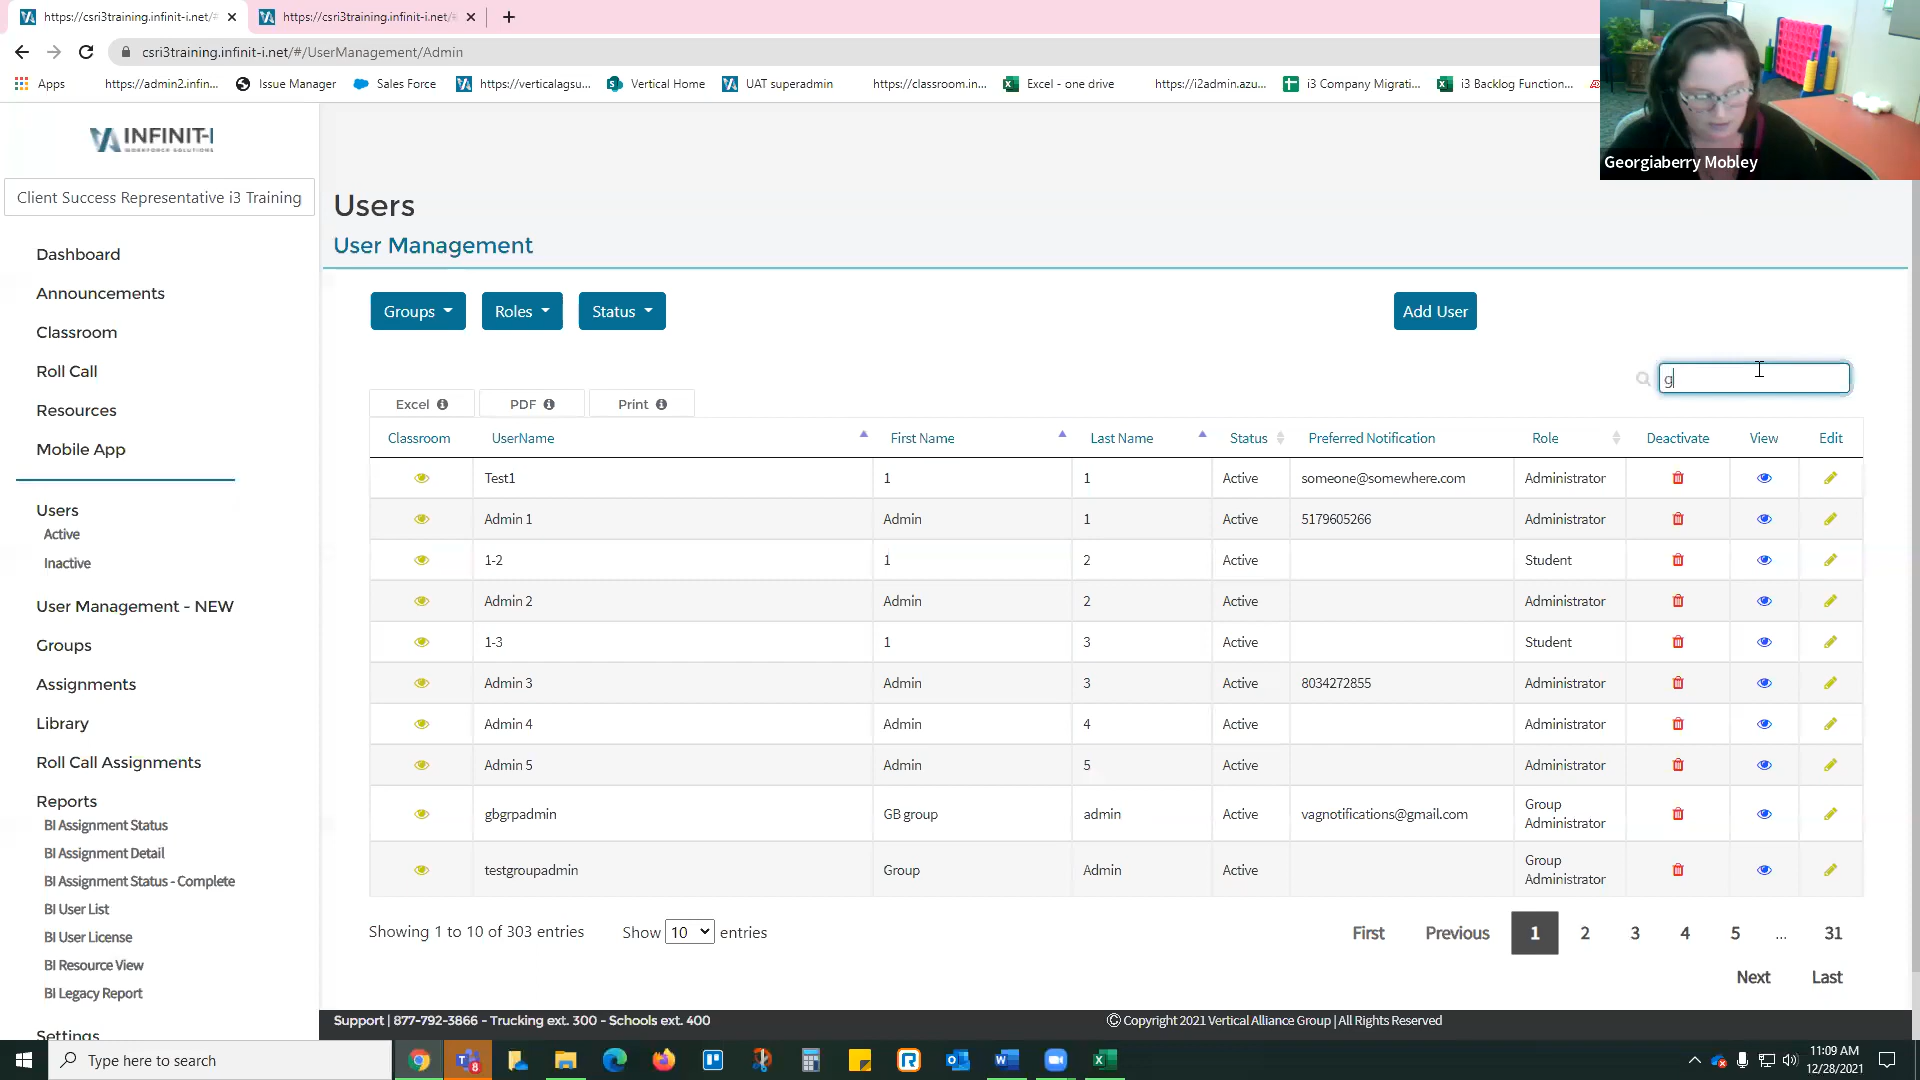 https://csri3training.infinit-i.net/#
https://csri3training.infinit-i.net/#
csri3training.infinit-i.net/#/UserManagement/Admin
Apps
https://admin2.infin...
Issue Manager
Sales Force
https://verticalagsu...
Vertical Home
UAT superadmin
https://classroom.in...
Excel - one drive
https://i2admin.azu...
i3 Company Migrati...
i3 Backlog Function...
Georgiaberry Mobley
INFINIT-I
WORKFORCE SOLUTIONS
Client Success Representative i3 Training
Dashboard
Announcements
Classroom
Roll Call
Resources
Mobile App
Users
Active
Inactive
User Management - NEW
Groups
Assignments
Library
Roll Call Assignments
Reports
BI Assignment Status
BI Assignment Detail
BI Assignment Status - Complete
BI User List
BI User License
BI Resource View
BI Legacy Report
Settings
Users
User Management
Groups Roles Status Add User
g
Excel PDF Print
Classroom UserName First Name Last Name Status Preferred Notification Role Deactivate View Edit
Test1 1 1 Active someone@somewhere.com Administrator
Admin 1 Admin 1 Active 5179605266 Administrator
1-2 1 2 Active Student
Admin 2 Admin 2 Active Administrator
1-3 1 3 Active Student
Admin 3 Admin 3 Active 8034272855 Administrator
Admin 4 Admin 4 Active Administrator
Admin 5 Admin 5 Active Administrator
gbgrpadmin GB group admin Active vagnotifications@gmail.com Group Administrator
testgroupadmin Group Admin Active Group Administrator
Showing 1 to 10 of 303 entries Show 10 entries
First Previous 1 2 3 4 5 ... 31
Next Last
Support | 877-792-3866 - Trucking ext. 300 - Schools ext. 400
© Copyright 2021 Vertical Alliance Group | All Rights Reserved
Type here to search
8
11:09 AM
12/28/2021